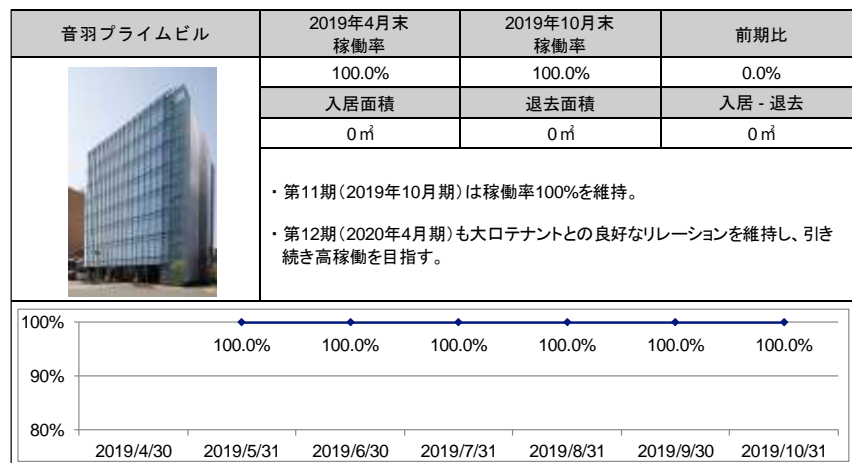 音羽プライムビル
2019年4月末
稼働率
2019年10月末
稼働率
前期比
100.0%
100.0%
0.0%
入居面積
退去面積
入居 - 退去
0㎡
0㎡
0㎡
・ 第11期(2019年10月期)は稼働率100%を維持。
・ 第12期(2020年4月期)も大口テナントとの良好なリレーションを維持し、引き
続き高稼働を目指す。
100%
100.0%
100.0%
100.0%
100.0%
100.0%
100.0%
90%
80%
2019/4/30
2019/5/31
2019/6/30
2019/7/31
2019/8/31
2019/9/30
2019/10/31